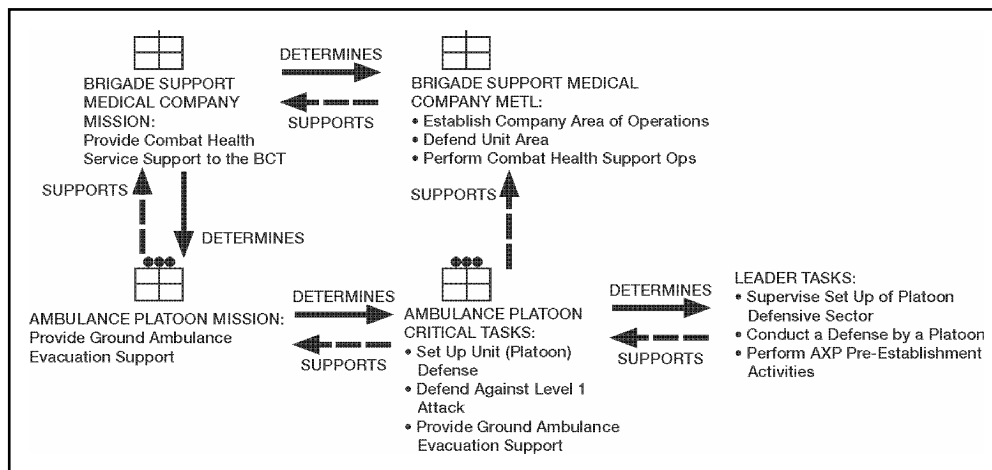 DETERMINES
BRIGADE SUPPORT
MEDICAL COMPANY
MISSION:
Provide Combat Health
Service Support to the BCT
SUPPORTS
BRIGADE SUPPORT MEDICAL
COMPANY METL:
• Establish Company Area of Operations
• Defend Unit Area
• Perform Combat Health Support Ops
SUPPORTS
DETERMINES
SUPPORTS
AMBULANCE PLATOON MISSION:
Provide Ground Ambulance
Evacuation Support
DETERMINES
SUPPORTS
AMBULANCE PLATOON
CRITICAL TASKS:
• Set Up Unit (Platoon)
Defense
• Defend Against Level 1
Attack
• Provide Ground Ambulance
Evacuation Support
DETERMINES
SUPPORTS
LEADER TASKS:
• Supervise Set Up of Platoon
Defensive Sector
• Conduct a Defense by a Platoon
• Perform AXP Pre-Establishment
Activities